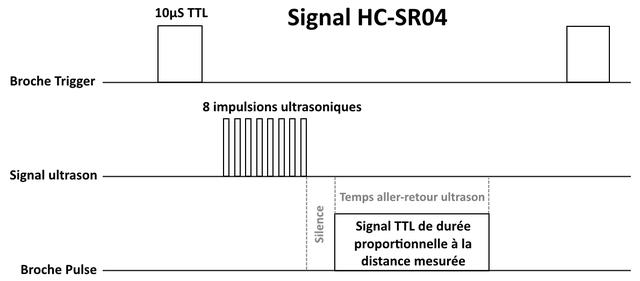 Signal HC-SR04
10µS TTL
Broche Trigger
8 impulsions ultrasoniques
Signal ultrason
Silence
Temps aller-retour ultrason
Signal TTL de durée
proportionnelle à la
distance mesurée
Broche Pulse